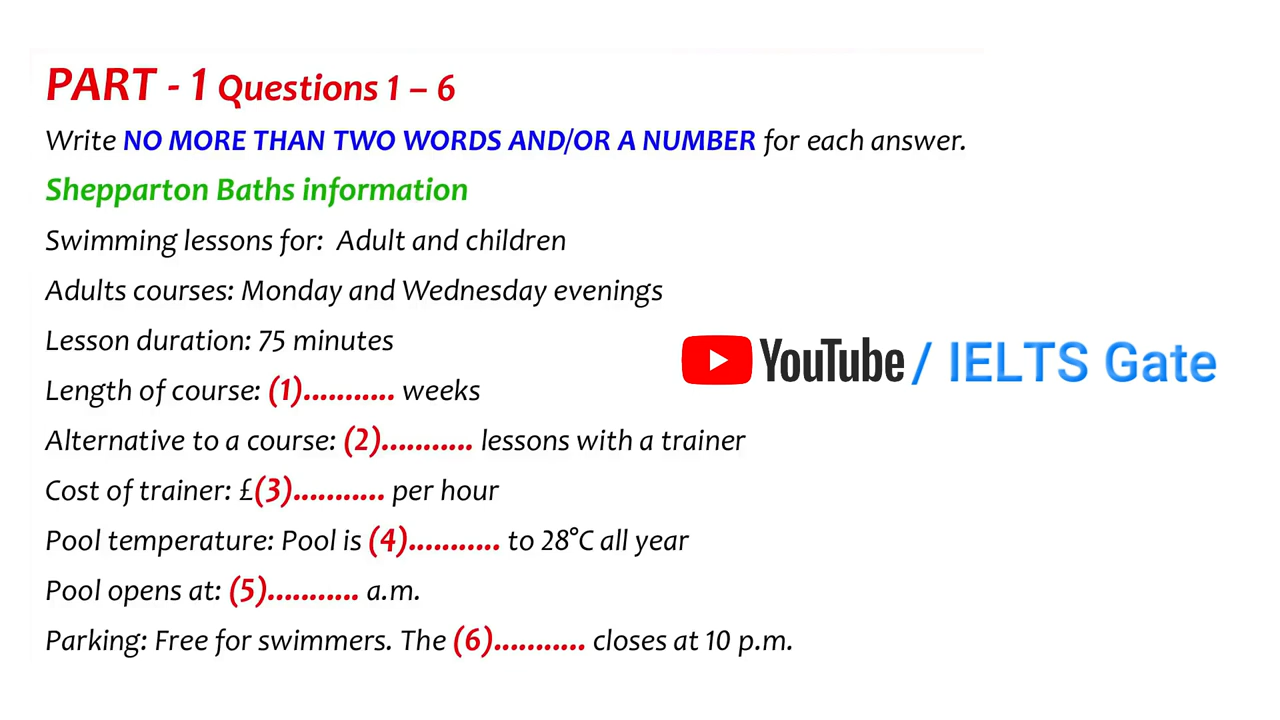 PART - 1 Questions 1 – 6
Write NO MORE THAN TWO WORDS AND/OR A NUMBER for each answer.
Shepparton Baths information
Swimming lessons for: Adult and children
Adults courses: Monday and Wednesday evenings
Lesson duration: 75 minutes
YouTube / IELTS Gate
Length of course: (1)........... weeks
Alternative to a course: (2)........... lessons with a trainer
Cost of trainer: £(3)........... per hour
Pool temperature: Pool is (4)........... to 28°C all year
Pool opens at: (5)........... a.m.
Parking: Free for swimmers. The (6)........... closes at 10 p.m.